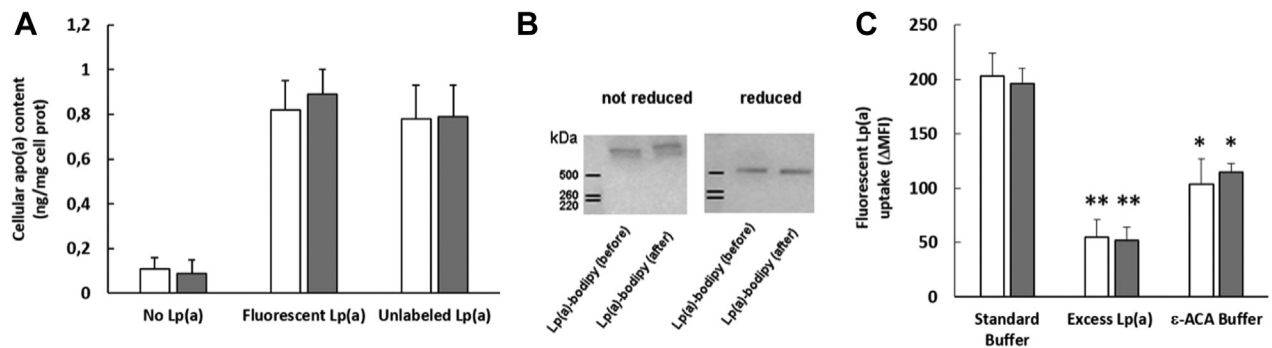 A
Cellular apo(a) content
(ng/mg cell prot)
1,2
1
0,8
0,6
0,4
0,2
0
No Lp(a)
Fluorescent Lp(a)
Unlabeled Lp(a)
B
not reduced
reduced
kDa
500
260
220
Lp(a)-bodipy (before)
Lp(a)-bodipy (after)
Lp(a)-bodipy (before)
Lp(a)-bodipy (after)
C
Fluorescent Lp(a)
uptake (ΔMFI)
250
200
150
100
50
0
** **
* *
Standard
Buffer
Excess Lp(a)
ε-ACA Buffer